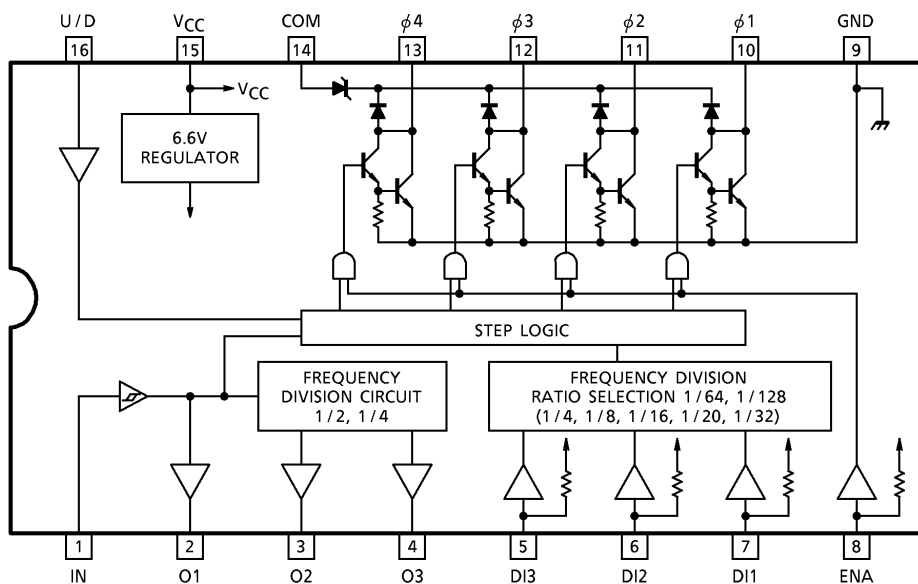 U/D VCC COM ϕ4 ϕ3 ϕ2 ϕ1 GND
16 15 14 13 12 11 10 9
VCC
6.6V
REGULATOR
STEP LOGIC
FREQUENCY
DIVISION CIRCUIT
1/2, 1/4
FREQUENCY DIVISION
RATIO SELECTION 1/64, 1/128
(1/4, 1/8, 1/16, 1/20, 1/32)
1 2 3 4 5 6 7 8
IN O1 O2 O3 DI3 DI2 DI1 ENA